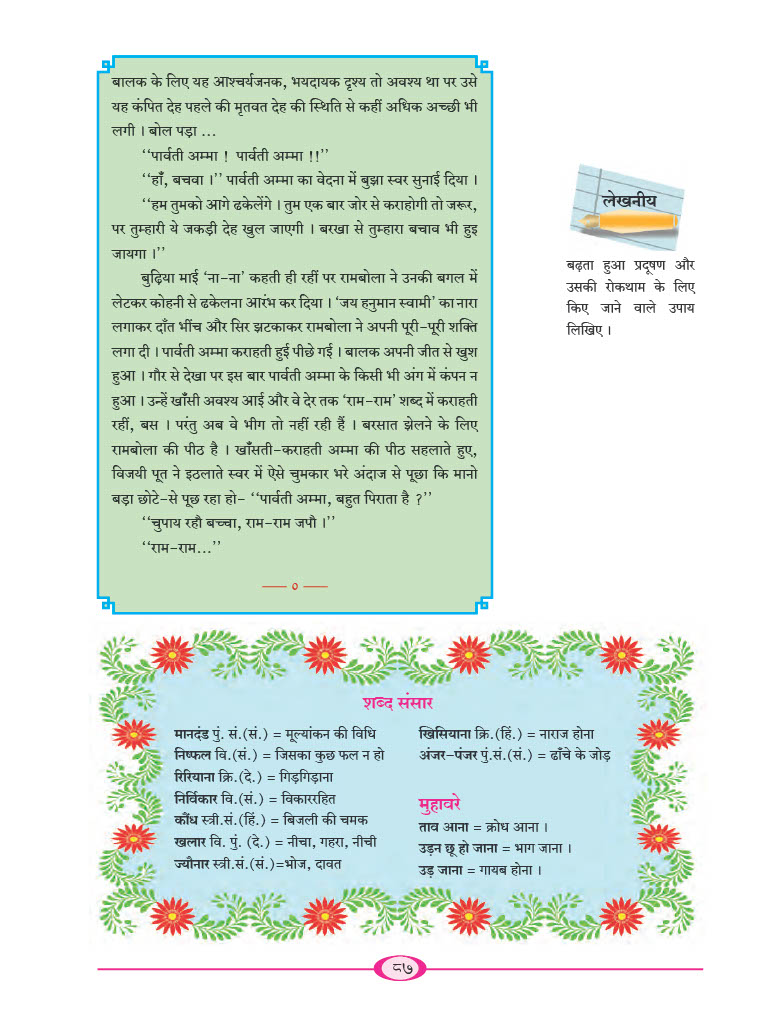 बालक के लिए यह आश्चर्यजनक, भयदायक दृश्य तो अवश्य था पर उसे
यह कंपित देह पहले की मृतवत देह की स्थिति से कहीं अधिक अच्छी भी
लगी । बोल पड़ा ...
‘‘पार्वती अम्मा ! पार्वती अम्मा !!’’
‘‘हाँ, बचवा ।’’ पार्वती अम्मा का वेदना में बुझा स्वर सुनाई दिया ।
‘‘हम तुमको आगे ढकेलेंगे । तुम एक बार जोर से कराहोगी तो जरूर,
पर तुम्हारी ये जकड़ी देह खुल जाएगी । बरखा से तुम्हारा बचाव भी हुइ
जायगा ।’’
बुढ़िया माई ‘ना-ना’ कहती ही रहीं पर रामबोला ने उनकी बगल में
लेटकर कोहनी से ढकेलना आरंभ कर दिया । ‘जय हनुमान स्वामी’ का नारा
लगाकर दाँत भींच और सिर झटकाकर रामबोला ने अपनी पूरी-पूरी शक्ति
लगा दी । पार्वती अम्मा कराहती हुई पीछे गई । बालक अपनी जीत से खुश
हुआ । गौर से देखा पर इस बार पार्वती अम्मा के किसी भी अंग में कंपन न
हुआ । उन्हें खाँसी अवश्य आई और वे देर तक ‘राम-राम’ शब्द में कराहती
रहीं, बस । परंतु अब वे भीग तो नहीं रही हैं । बरसात झेलने के लिए
रामबोला की पीठ है । खाँसती-कराहती अम्मा की पीठ सहलाते हुए,
विजयी पूत ने इठलाते स्वर में ऐसे चुमकार भरे अंदाज से पूछा कि मानो
बड़ा छोटे-से पूछ रहा हो- ‘‘पार्वती अम्मा, बहुत पिराता है ?’’
‘‘चुपाय रहौ बच्चा, राम-राम जपौ ।’’
‘‘राम-राम...’’
— ० —
लेखनीय
बढ़ता हुआ प्रदूषण और
उसकी रोकथाम के लिए
किए जाने वाले उपाय
लिखिए ।
शब्द संसार
मानदंड पुं. सं.(सं.) = मूल्यांकन की विधि
निष्फल वि.(सं.) = जिसका कुछ फल न हो
रिरियाना क्रि.(दे.) = गिड़गिड़ाना
निर्विकार वि.(सं.) = विकाररहित
कौंध स्त्री.सं.(हिं.) = बिजली की चमक
खलार वि. पुं. (दे.) = नीचा, गहरा, नीची
ज्यौनार स्त्री.सं.(सं.)=भोज, दावत
खिसियाना क्रि.(हिं.) = नाराज होना
अंजर-पंजर पुं.सं.(सं.) = ढाँचे के जोड़
मुहावरे
ताव आना = क्रोध आना ।
उड़न छू हो जाना = भाग जाना ।
उड़ जाना = गायब होना ।
८७